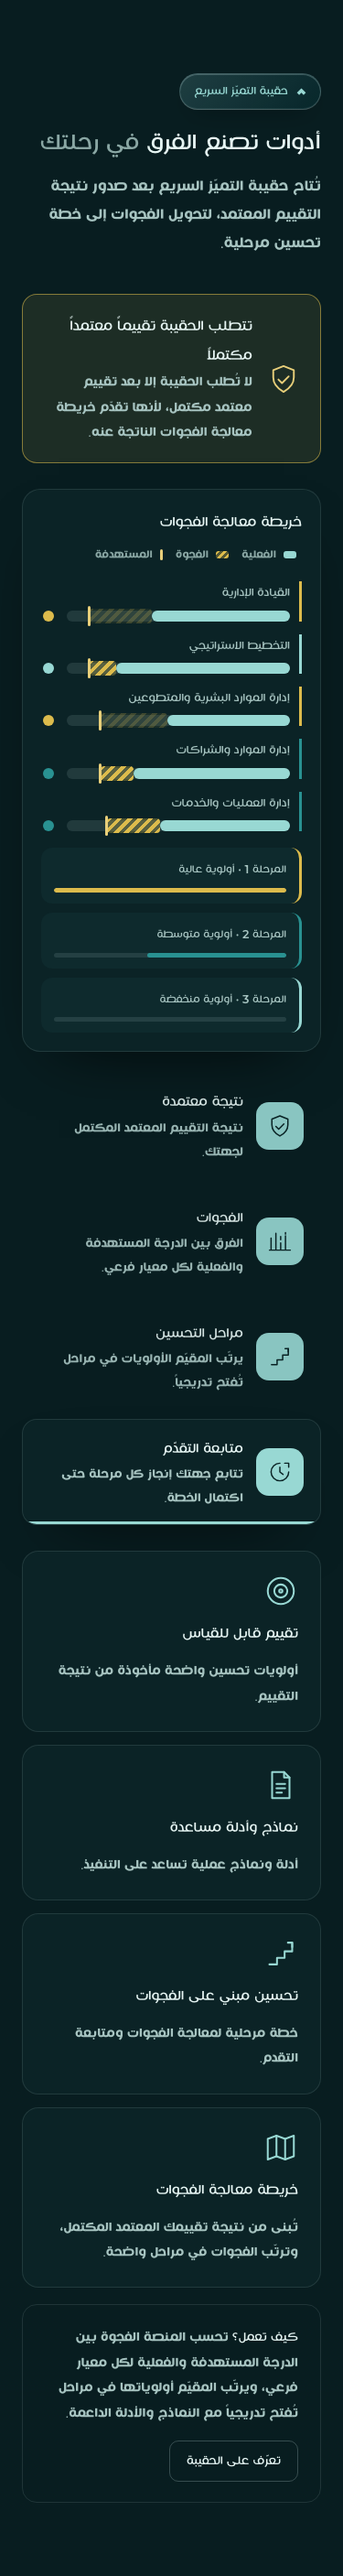 حقيبة التميّز السريع
أدوات تصنع الفرق في رحلتك
تُتاح حقيبة التميّز السريع بعد صدور نتيجة
التقييم المعتمد، لتحويل الفجوات إلى خطة
تحسين مرحلية.
تتطلب الحقيبة تقييماً معتمداً
مكتملاً
لا تُطلب الحقيبة إلا بعد تقييم
معتمد مكتمل، لأنها تقدّم خريطة
معالجة الفجوات الناتجة عنه.
خريطة معالجة الفجوات
الفعلية
الفجوة
المستهدفة
القيادة الإدارية
التخطيط الاستراتيجي
إدارة الموارد البشرية والمتطوعين
إدارة الموارد والشراكات
إدارة العمليات والخدمات
المرحلة 1 · أولوية عالية
المرحلة 2 · أولوية متوسطة
المرحلة 3 · أولوية منخفضة
نتيجة معتمدة
نتيجة التقييم المعتمد المكتمل
لجهتك.
الفجوات
الفرق بين الدرجة المستهدفة
والفعلية لكل معيار فرعي.
مراحل التحسين
يرتّب المقيّم الأولويات في مراحل
تُفتح تدريجياً.
متابعة التقدّم
تتابع جهتك إنجاز كل مرحلة حتى
اكتمال الخطة.
تقييم قابل للقياس
أولويات تحسين واضحة مأخوذة من نتيجة
التقييم.
نماذج وأدلة مساعدة
أدلة ونماذج عملية تساعد على التنفيذ.
تحسين مبني على الفجوات
خطة مرحلية لمعالجة الفجوات ومتابعة
التقدم.
خريطة معالجة الفجوات
تُبنى من نتيجة تقييمك المعتمد المكتمل،
وترتّب الفجوات في مراحل واضحة.
كيف تعمل؟ تحسب المنصة الفجوة بين
الدرجة المستهدفة والفعلية لكل معيار
فرعي، ويرتّب المقيّم أولوياتها في مراحل
تُفتح تدريجياً مع النماذج والأدلة الداعمة.
تعرّف على الحقيبة